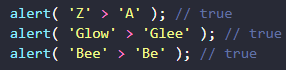 alert( 'Z' > 'A' ); // true
alert( 'Glow' > 'Glee' ); // true
alert( 'Bee' > 'Be' ); // true